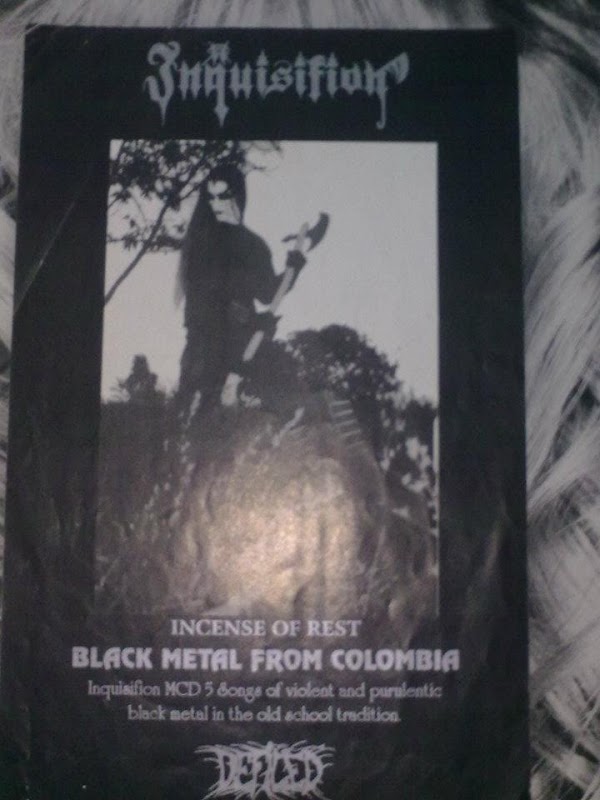 Inquisition
INCENSE OF REST
BLACK METAL FROM COLOMBIA
Inquisition MCD 5 Songs of violent and purulentic
black metal in the old school tradition.
DEFILED